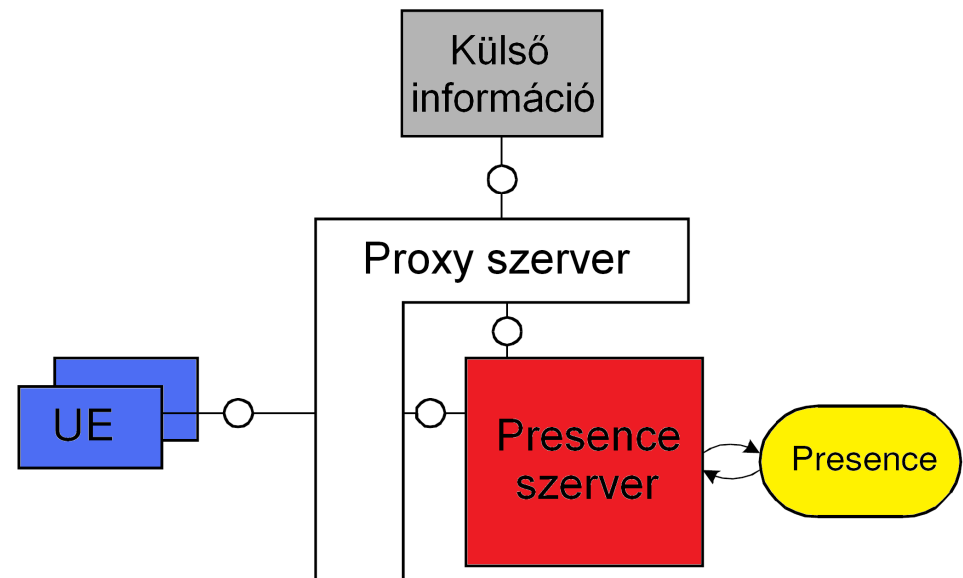 Külső
információ
Proxy szerver
UE
Presence
szerver
Presence